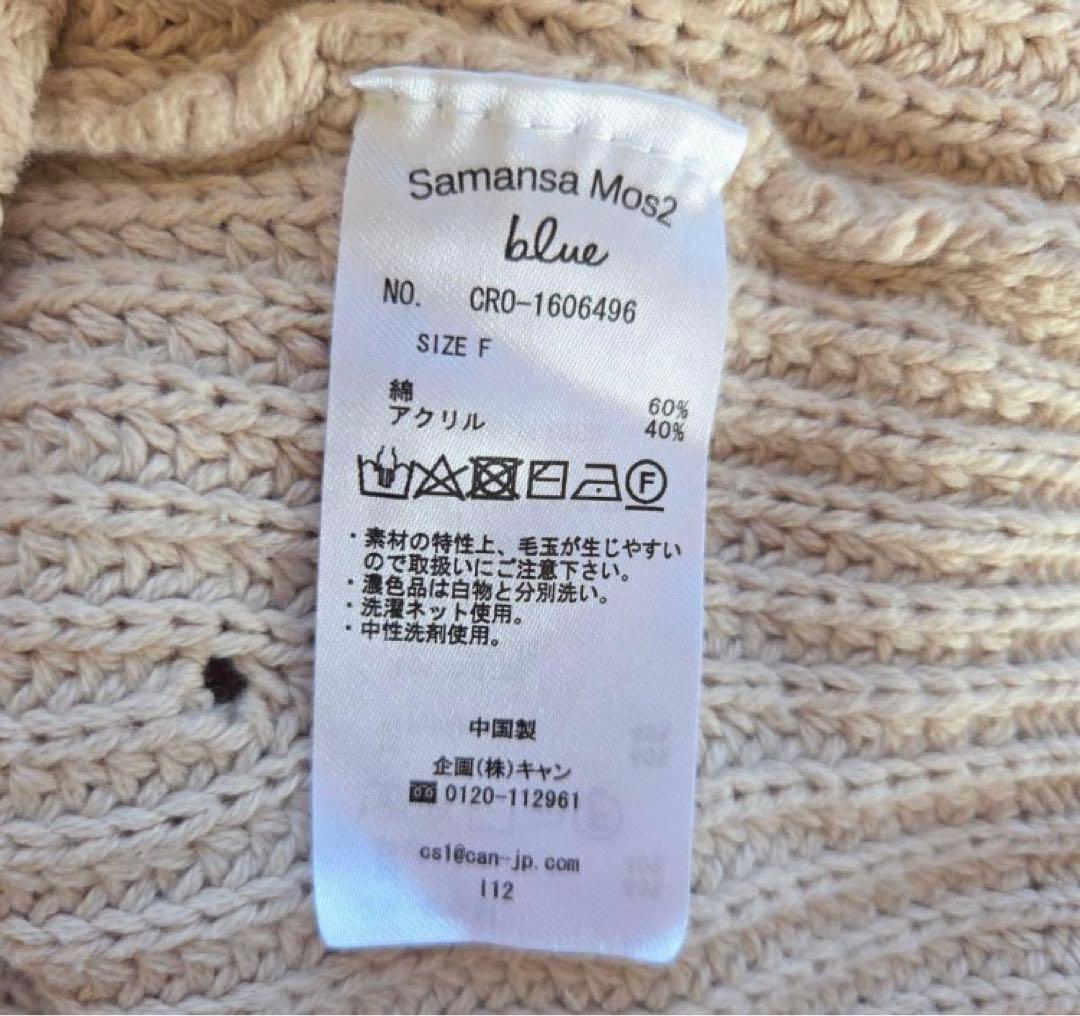 Samansa Mos2
blue
NO. CRO-1606496
SIZE F
綿 60%
アクリル 40%
F
・素材の特性上、毛玉が生じやすい
ので取扱いにご注意下さい。
・濃色品は白物と分別洗い。
・洗濯ネット使用。
・中性洗剤使用。
中国製
企画(株)キャン
0120-112961
cs1@can-jp.com
I12